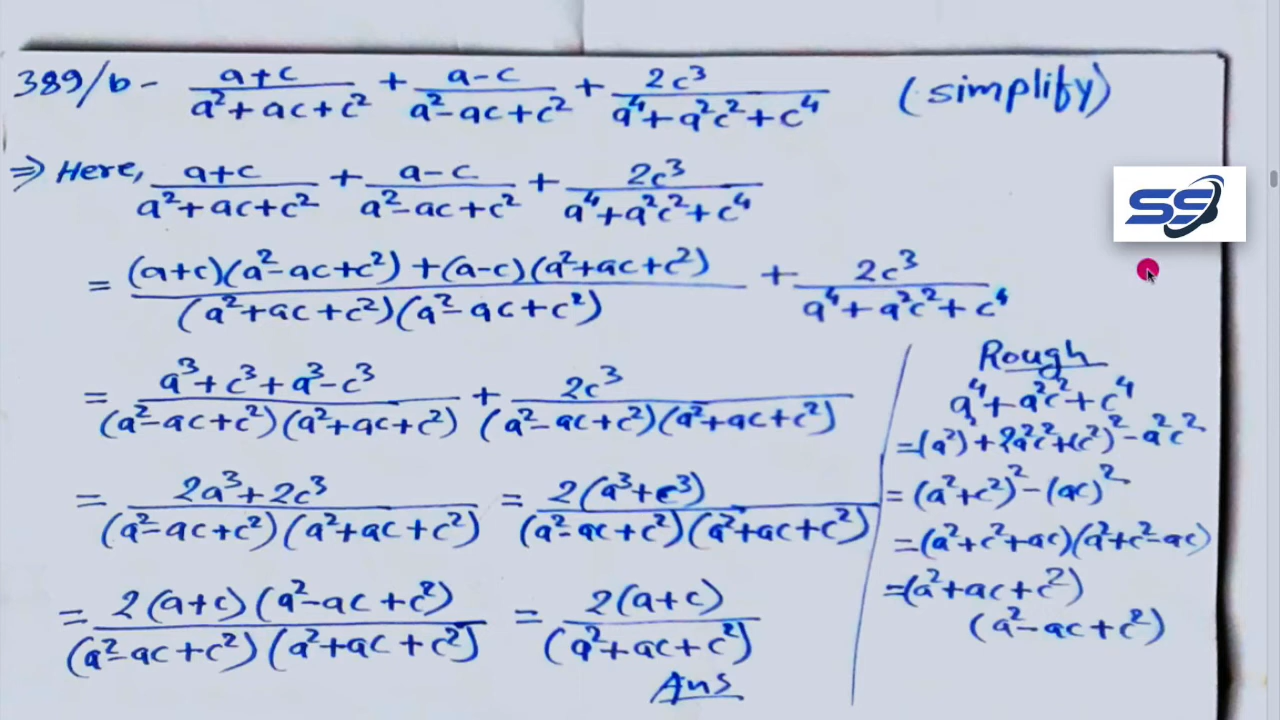 389/b - a+c/a²+ac+c² + a-c/a²-ac+c² + 2c³/a⁴+a²c²+c⁴ (simplify)
⇒ Here, a+c/a²+ac+c² + a-c/a²-ac+c² + 2c³/a⁴+a²c²+c⁴
SS
= (a+c)(a²-ac+c²)+(a-c)(a²+ac+c²)/(a²+ac+c²)(a²-ac+c²) + 2c³/a⁴+a²c²+c⁴
= a³+c³+a³-c³/(a²-ac+c²)(a²+ac+c²) + 2c³/(a²-ac+c²)(a²+ac+c²)
= 2a³+2c³/(a²-ac+c²)(a²+ac+c²) = 2(a³+c³)/(a²-ac+c²)(a²+ac+c²)
= 2(a+c)(a²-ac+c²)/(a²-ac+c²)(a²+ac+c²) = 2(a+c)/(a²+ac+c²)
Ans
Rough
a⁴+a²c²+c⁴
=(a²)+2a²c²+(c²)²-a²c²
=(a²+c²)²-(ac)²
=(a²+c²+ac)(a²+c²-ac)
=(a²+ac+c²)
(a²-ac+c²)